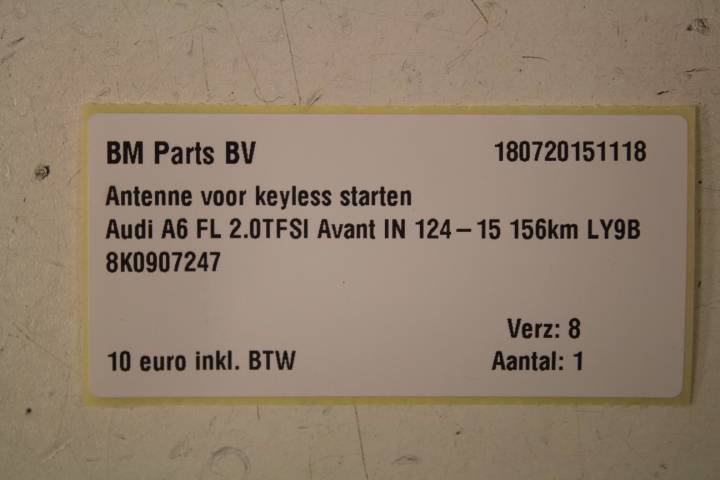 BM Parts BV 180720151118
Antenne voor keyless starten
Audi A6 FL 2.0TFSI Avant IN 124-15 156km LY9B
8K0907247
Verz: 8
10 euro inkl. BTW Aantal: 1